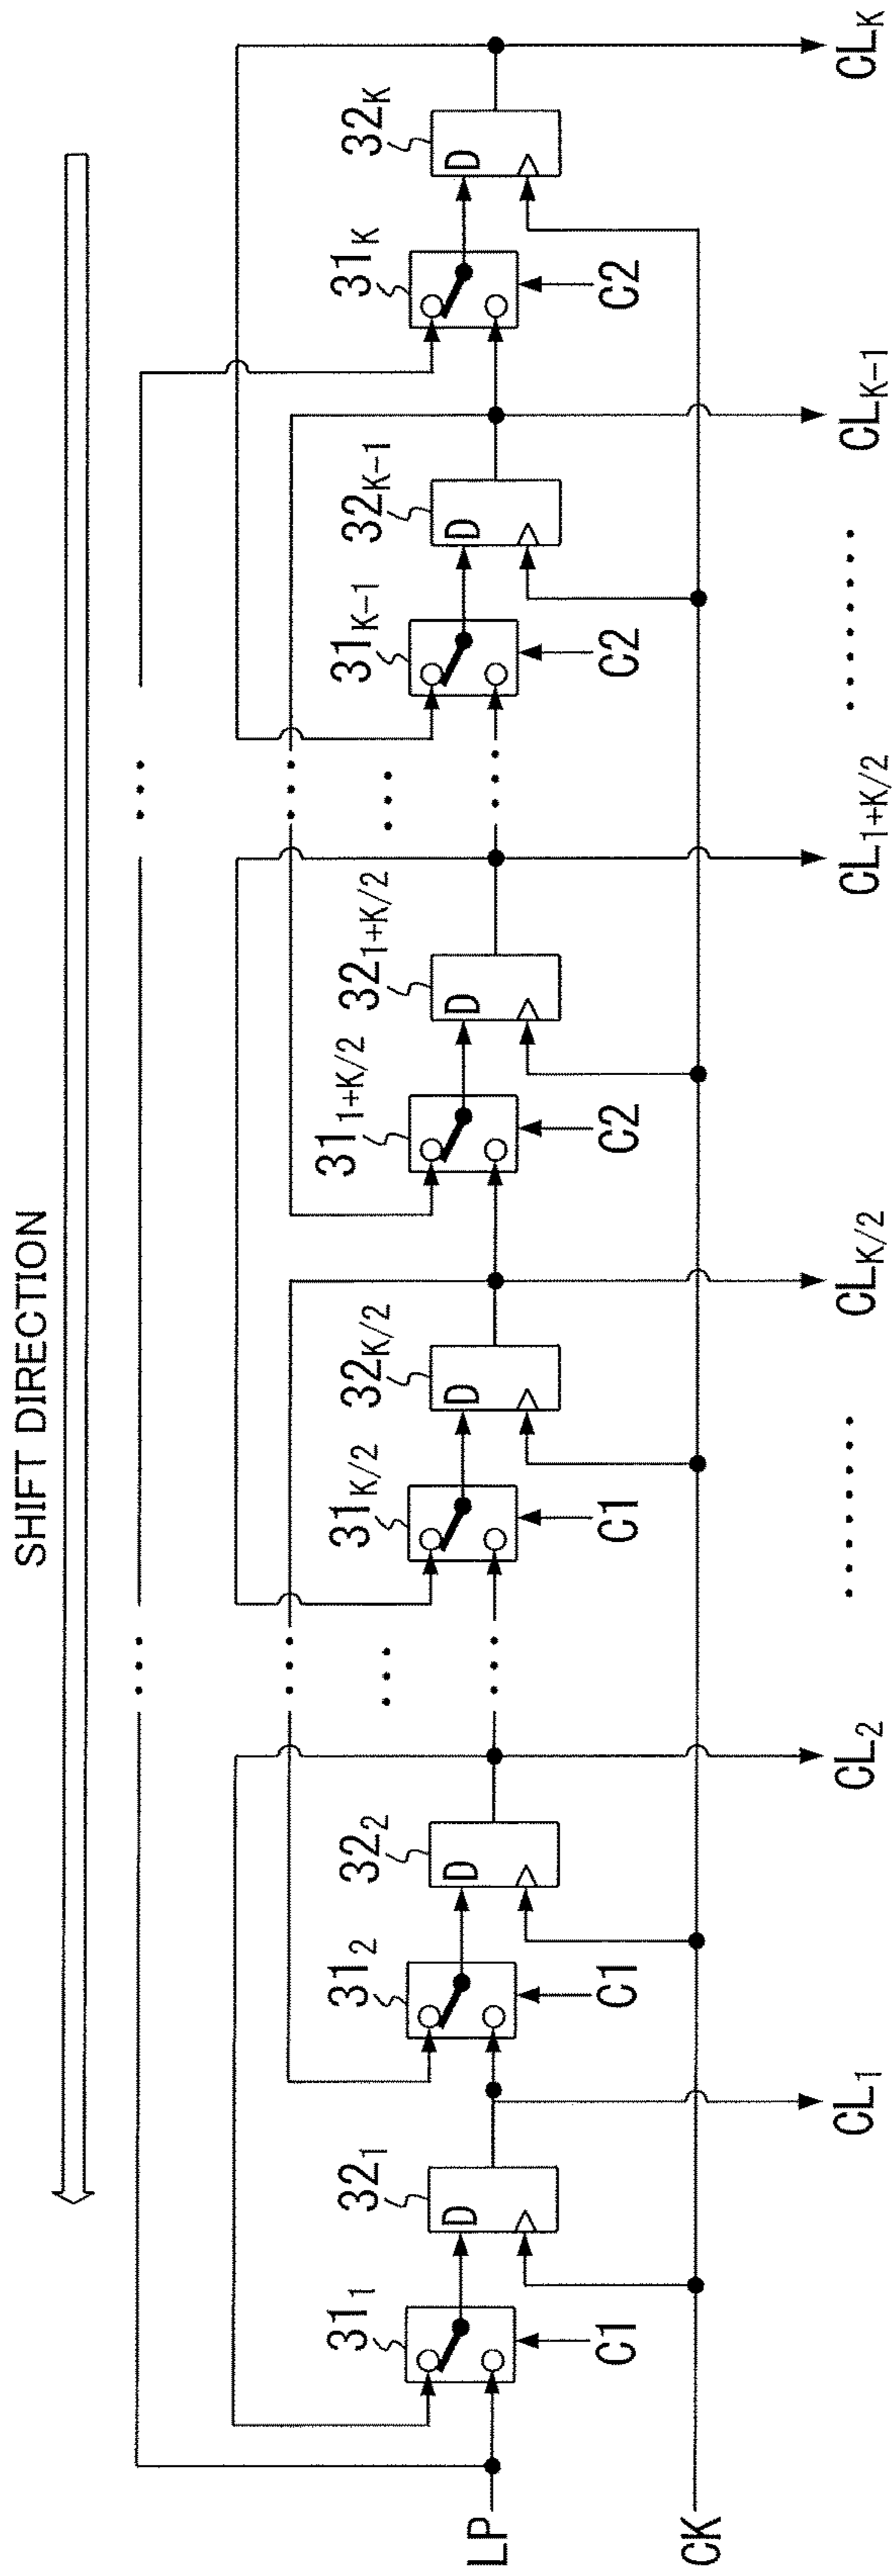 SHIFT DIRECTION
31₁
32₁
31₂
32₂
31K/2
32K/2
31₁+K/2
32₁+K/2
31K-1
32K-1
31K
32K
D
D
D
D
D
D
C1
C1
C1
C2
C2
C2
LP
CK
CL₁
CL₂
CLK/2
CL₁+K/2
CLK-1
CLK